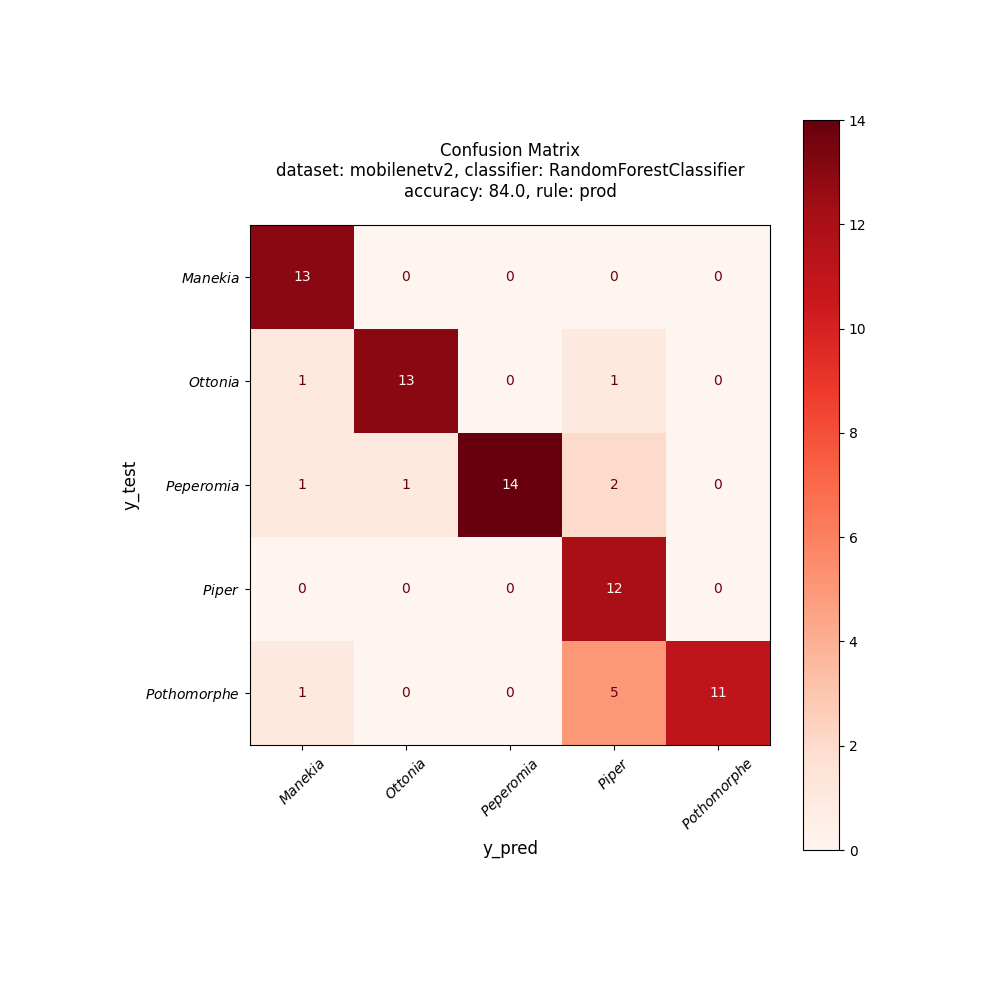 Confusion Matrix
dataset: mobilenetv2, classifier: RandomForestClassifier
accuracy: 84.0, rule: prod
y_test
Manekia 13 0 0 0 0
Ottonia 1 13 0 1 0
Peperomia 1 1 14 2 0
Piper 0 0 0 12 0
Pothomorphe 1 0 0 5 11
Manekia Ottonia Peperomia Piper Pothomorphe
y_pred
14
12
10
8
6
4
2
0